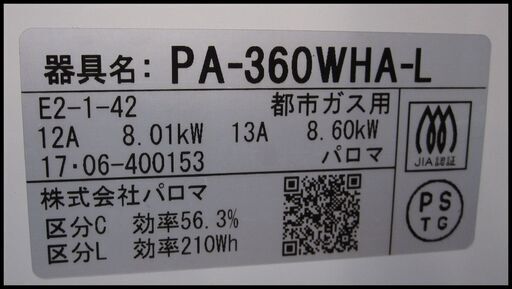 器具名: PA-360WHA-L
E2-1-42 都市ガス用
12A 8.01kW 13A 8.60kW
17·06-400153 パロマ
JIA認証
株式会社パロマ
区分C 効率56.3%
区分L 効率210Wh
PS
TG